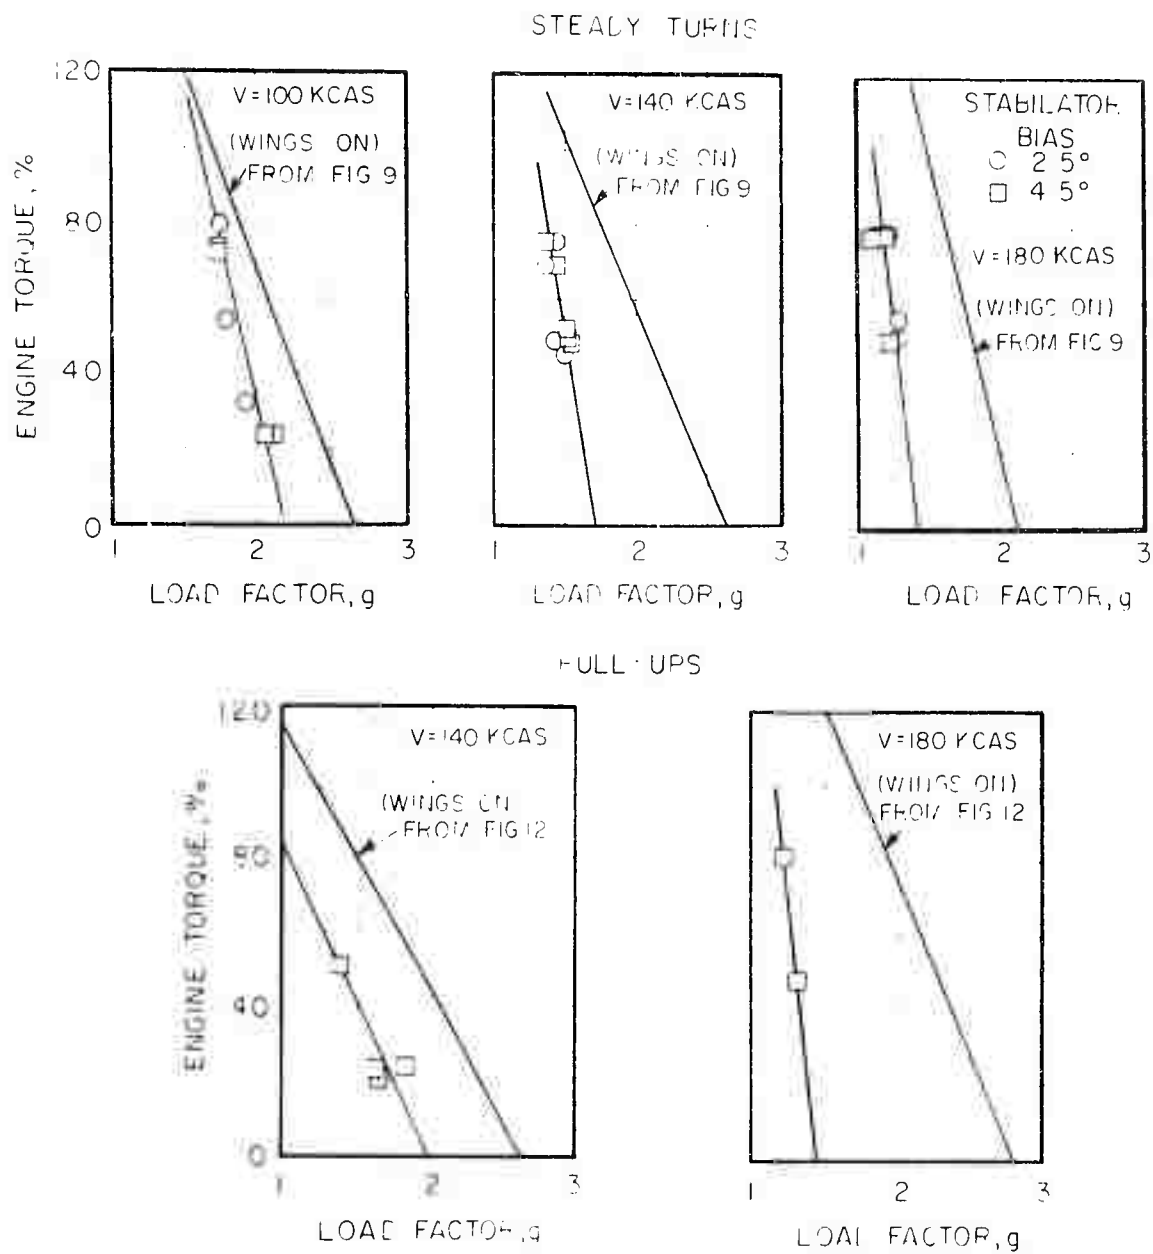 STEADY TURNS
120
80
40
0
ENGINE TORQUE, %
V=100 KCAS
(WINGS ON)
FROM FIG 9
1 2 3
LOAD FACTOR, g
V=140 KCAS
(WINGS ON)
FROM FIG 9
1 2 3
LOAD FACTOR, g
STABILATOR
BIAS
2 5°
4 5°
V=180 KCAS
(WINGS ON)
FROM FIG 9
1 2 3
LOAD FACTOR, g
PULL-UPS
120
80
40
0
ENGINE TORQUE, %
V=140 KCAS
(WINGS ON
FROM FIG 12
1 2 3
LOAD FACTOR, g
V=180 KCAS
(WINGS ON)
FROM FIG 12
1 2 3
LOAD FACTOR, g